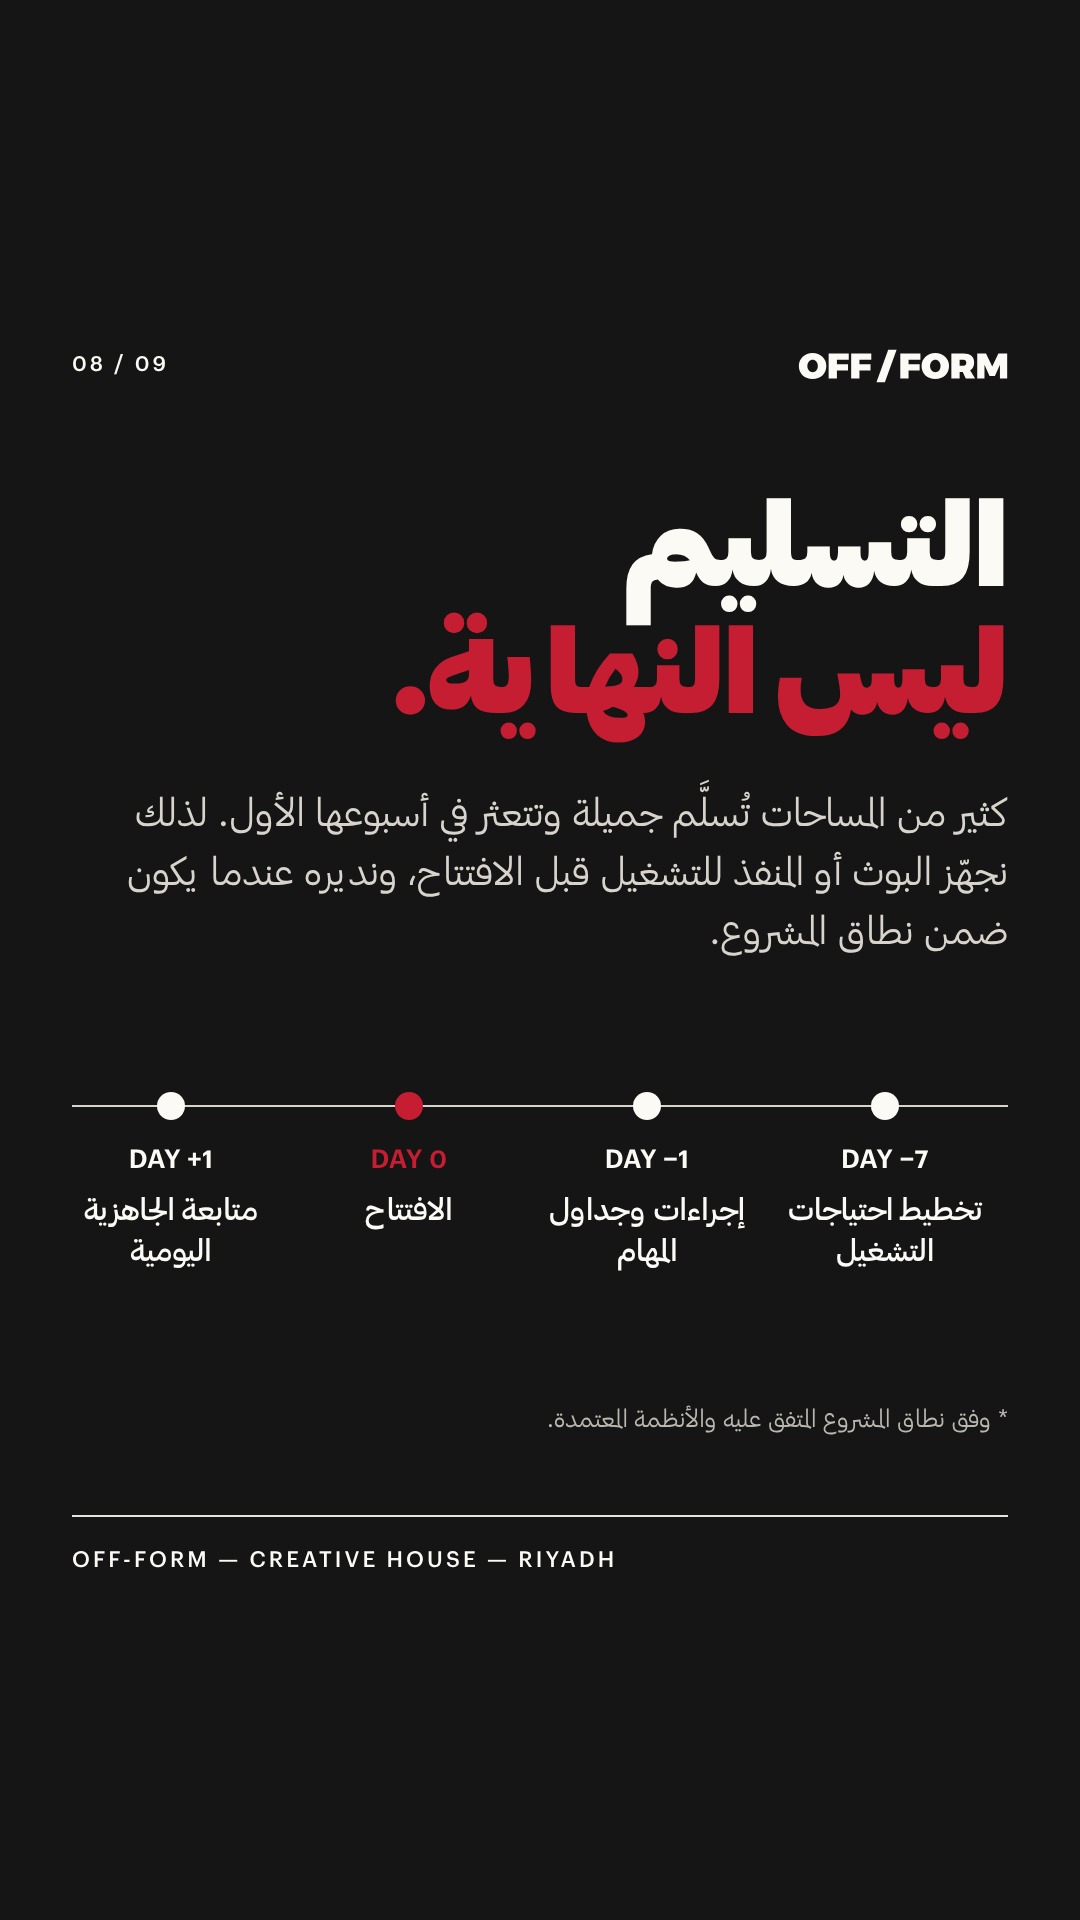 08 / 09
OFF/FORM
التسليم
ليس النهاية.
كثير من المساحات تُسلَّم جميلة وتتعثر في أسبوعها الأول. لذلك
نجهّز البوث أو المنفذ للتشغيل قبل الافتتاح، ونديره عندما يكون
ضمن نطاق المشروع.
DAY −7
تخطيط احتياجات
التشغيل
DAY −1
إجراءات وجداول
المهام
DAY 0
الافتتاح
DAY +1
متابعة الجاهزية
اليومية
* وفق نطاق المشروع المتفق عليه والأنظمة المعتمدة.
OFF-FORM — CREATIVE HOUSE — RIYADH